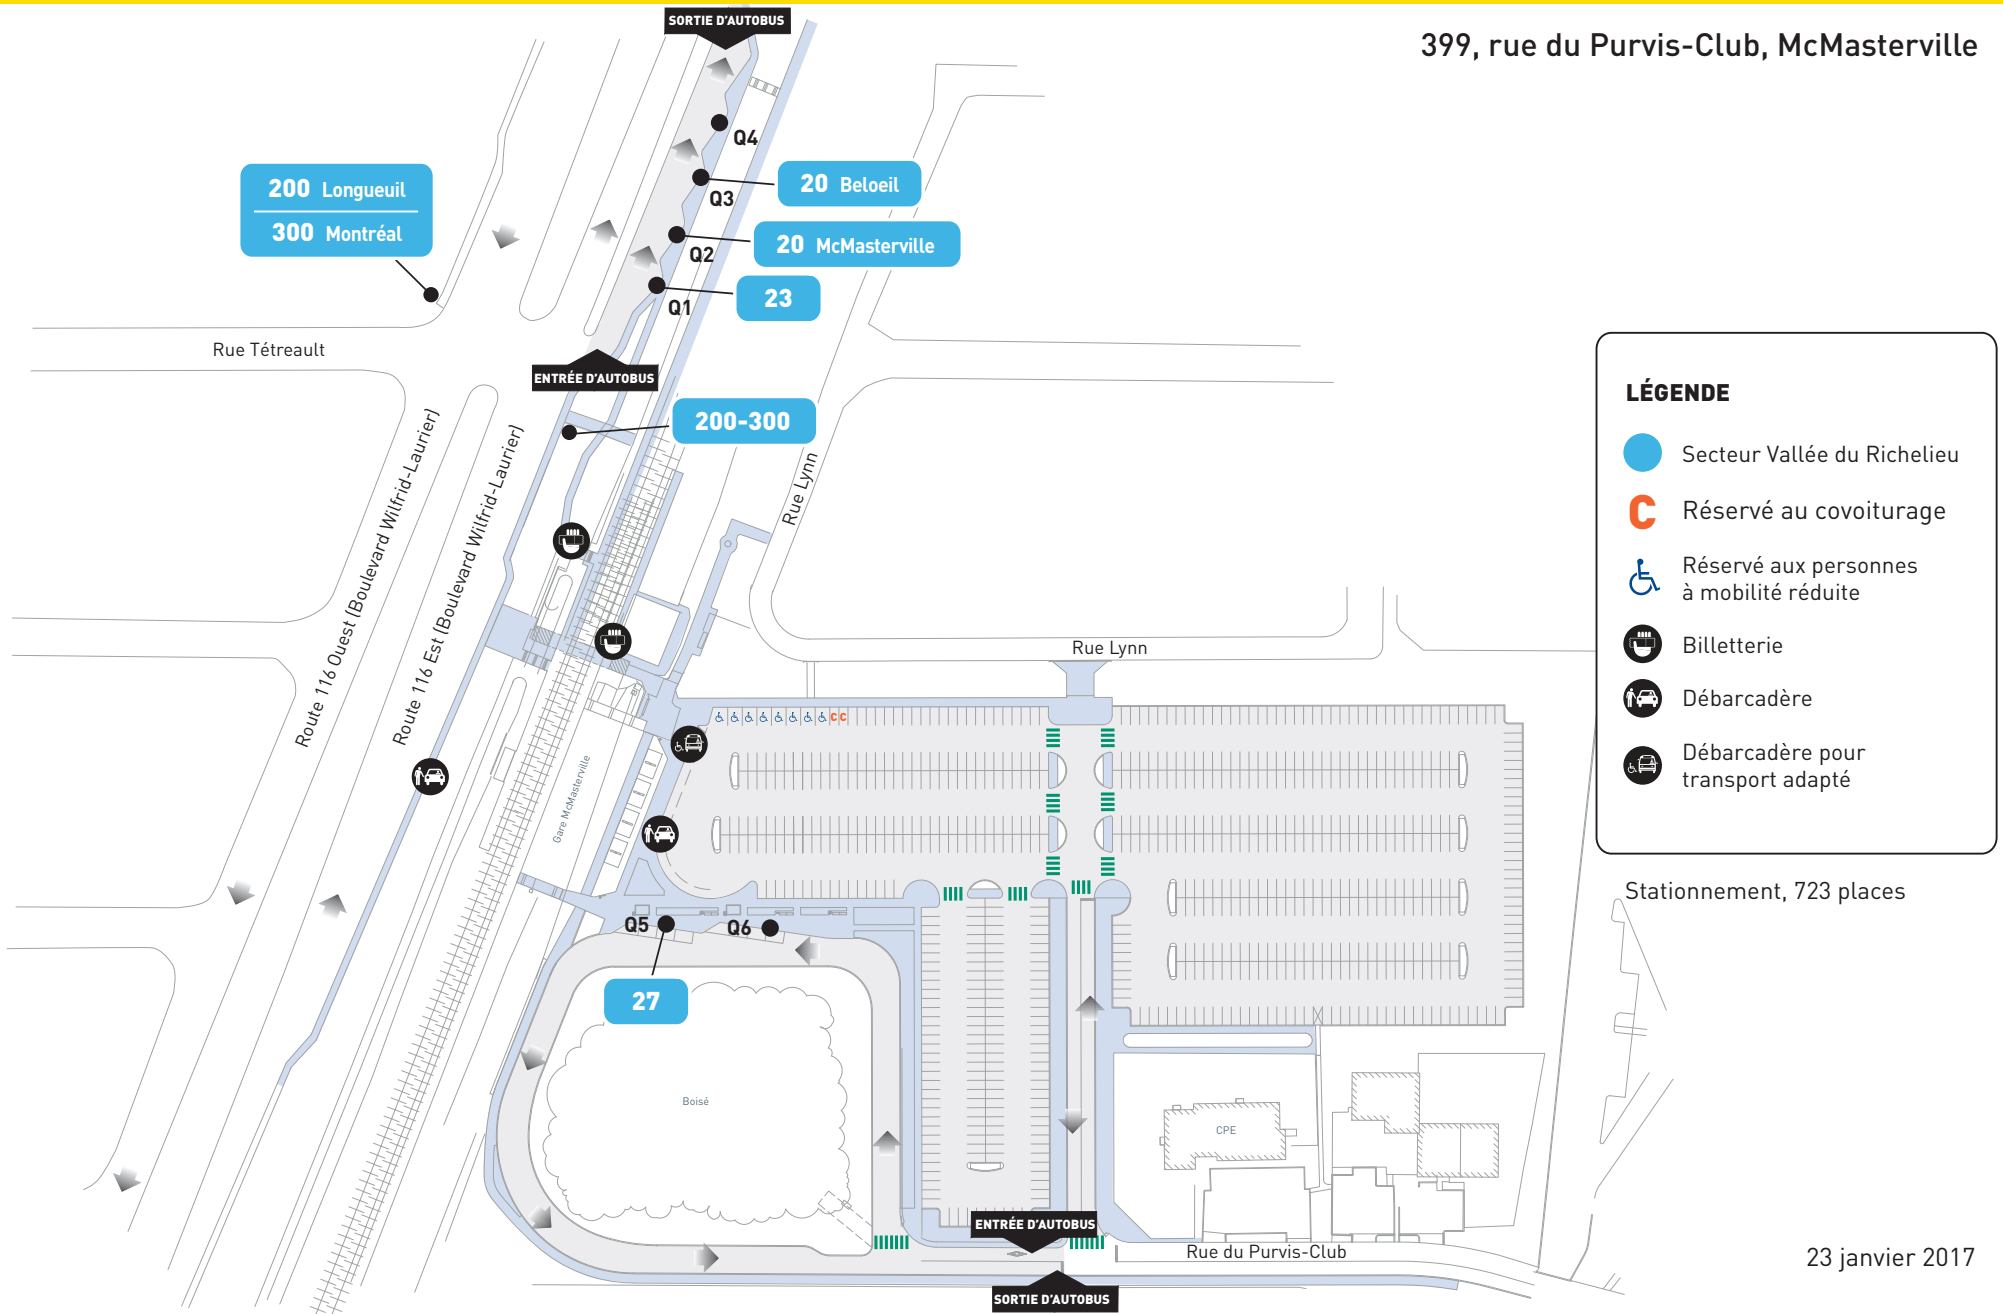 SORTIE D'AUTOBUS
399, rue du Purvis-Club, McMasterville
Q4
200 Longueuil
300 Montréal
20 Beloeil
Q3
20 McMasterville
Q2
23
Q1
Rue Tétreault
ENTRÉE D'AUTOBUS
200-300
Route 116 Ouest (Boulevard Wilfrid-Laurier)
Route 116 Est (Boulevard Wilfrid-Laurier)
Rue Lynn
Rue Lynn
C C
Gare McMasterville
LÉGENDE
Secteur Vallée du Richelieu
C Réservé au covoiturage
Réservé aux personnes
à mobilité réduite
Billetterie
Débarcadère
Débarcadère pour
transport adapté
Stationnement, 723 places
Q5
Q6
27
Boisé
CPE
ENTRÉE D'AUTOBUS
Rue du Purvis-Club
SORTIE D'AUTOBUS
23 janvier 2017